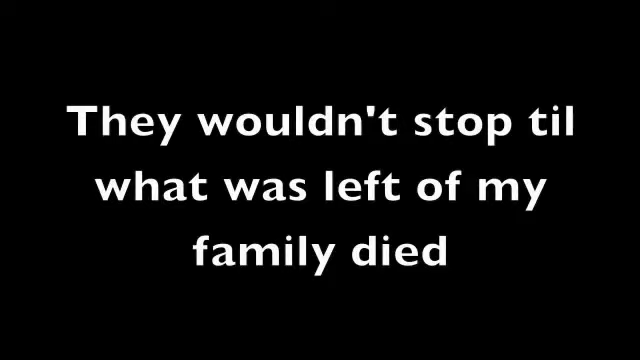 They wouldn't stop til
what was left of my
family died